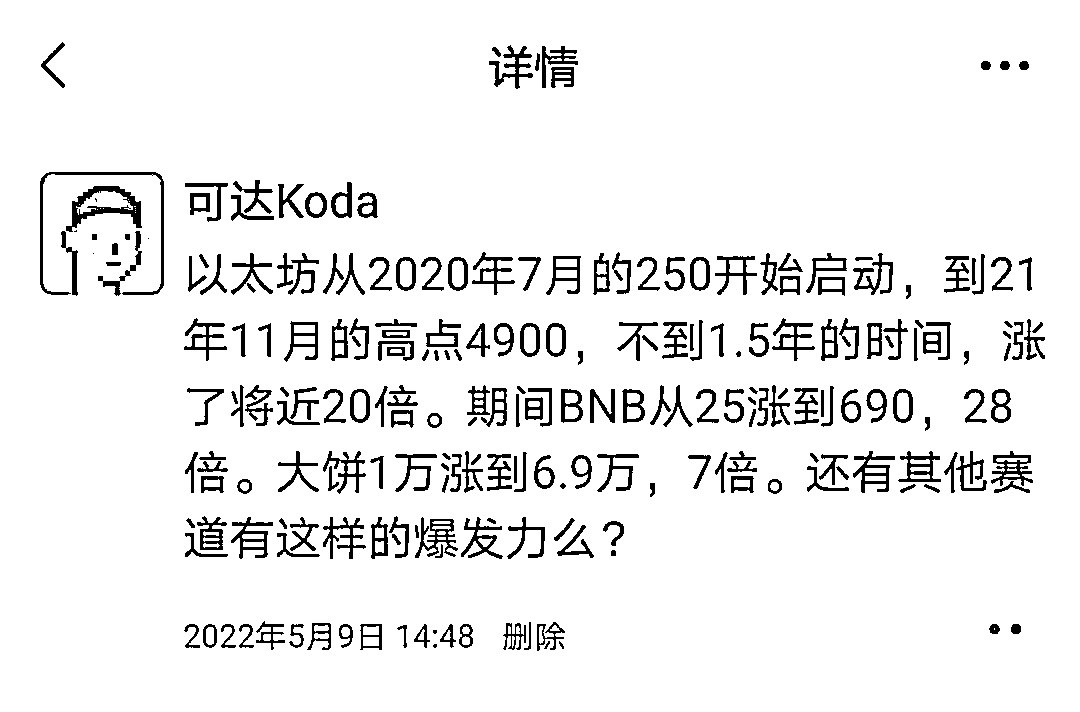 详情
可达Koda
以太坊从2020年7月的250开始启动，到21
年11月的高点4900，不到1.5年的时间，涨
了将近20倍。期间BNB从25涨到690，28
倍。大饼1万涨到6.9万，7倍。还有其他赛
道有这样的爆发力么？
2022年5月9日 14:48 删除